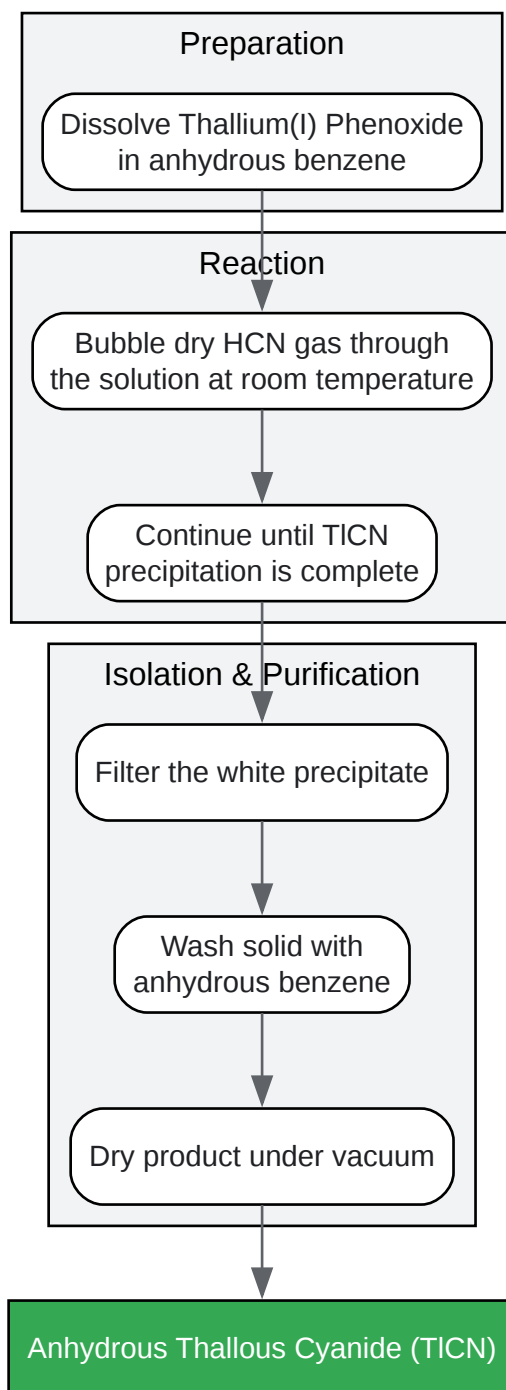 Preparation
Dissolve Thallium(I) Phenoxide
in anhydrous benzene
Reaction
Bubble dry HCN gas through
the solution at room temperature
Continue until TlCN
precipitation is complete
Isolation & Purification
Filter the white precipitate
Wash solid with
anhydrous benzene
Dry product under vacuum
Anhydrous Thallous Cyanide (TlCN)